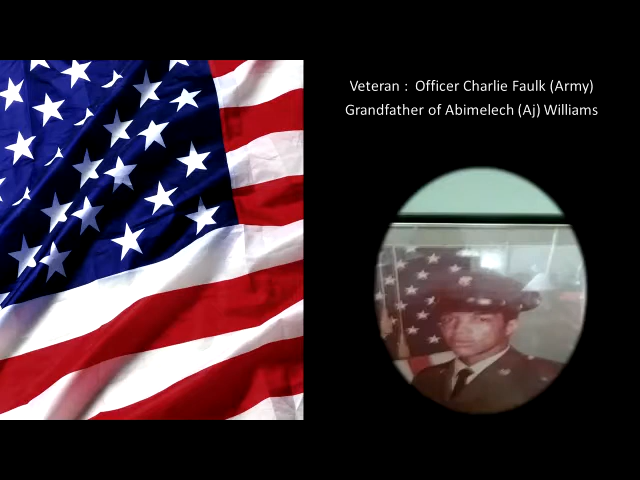 Veteran :  Officer Charlie Faulk (Army)
Grandfather of Abimelech (Aj) Williams